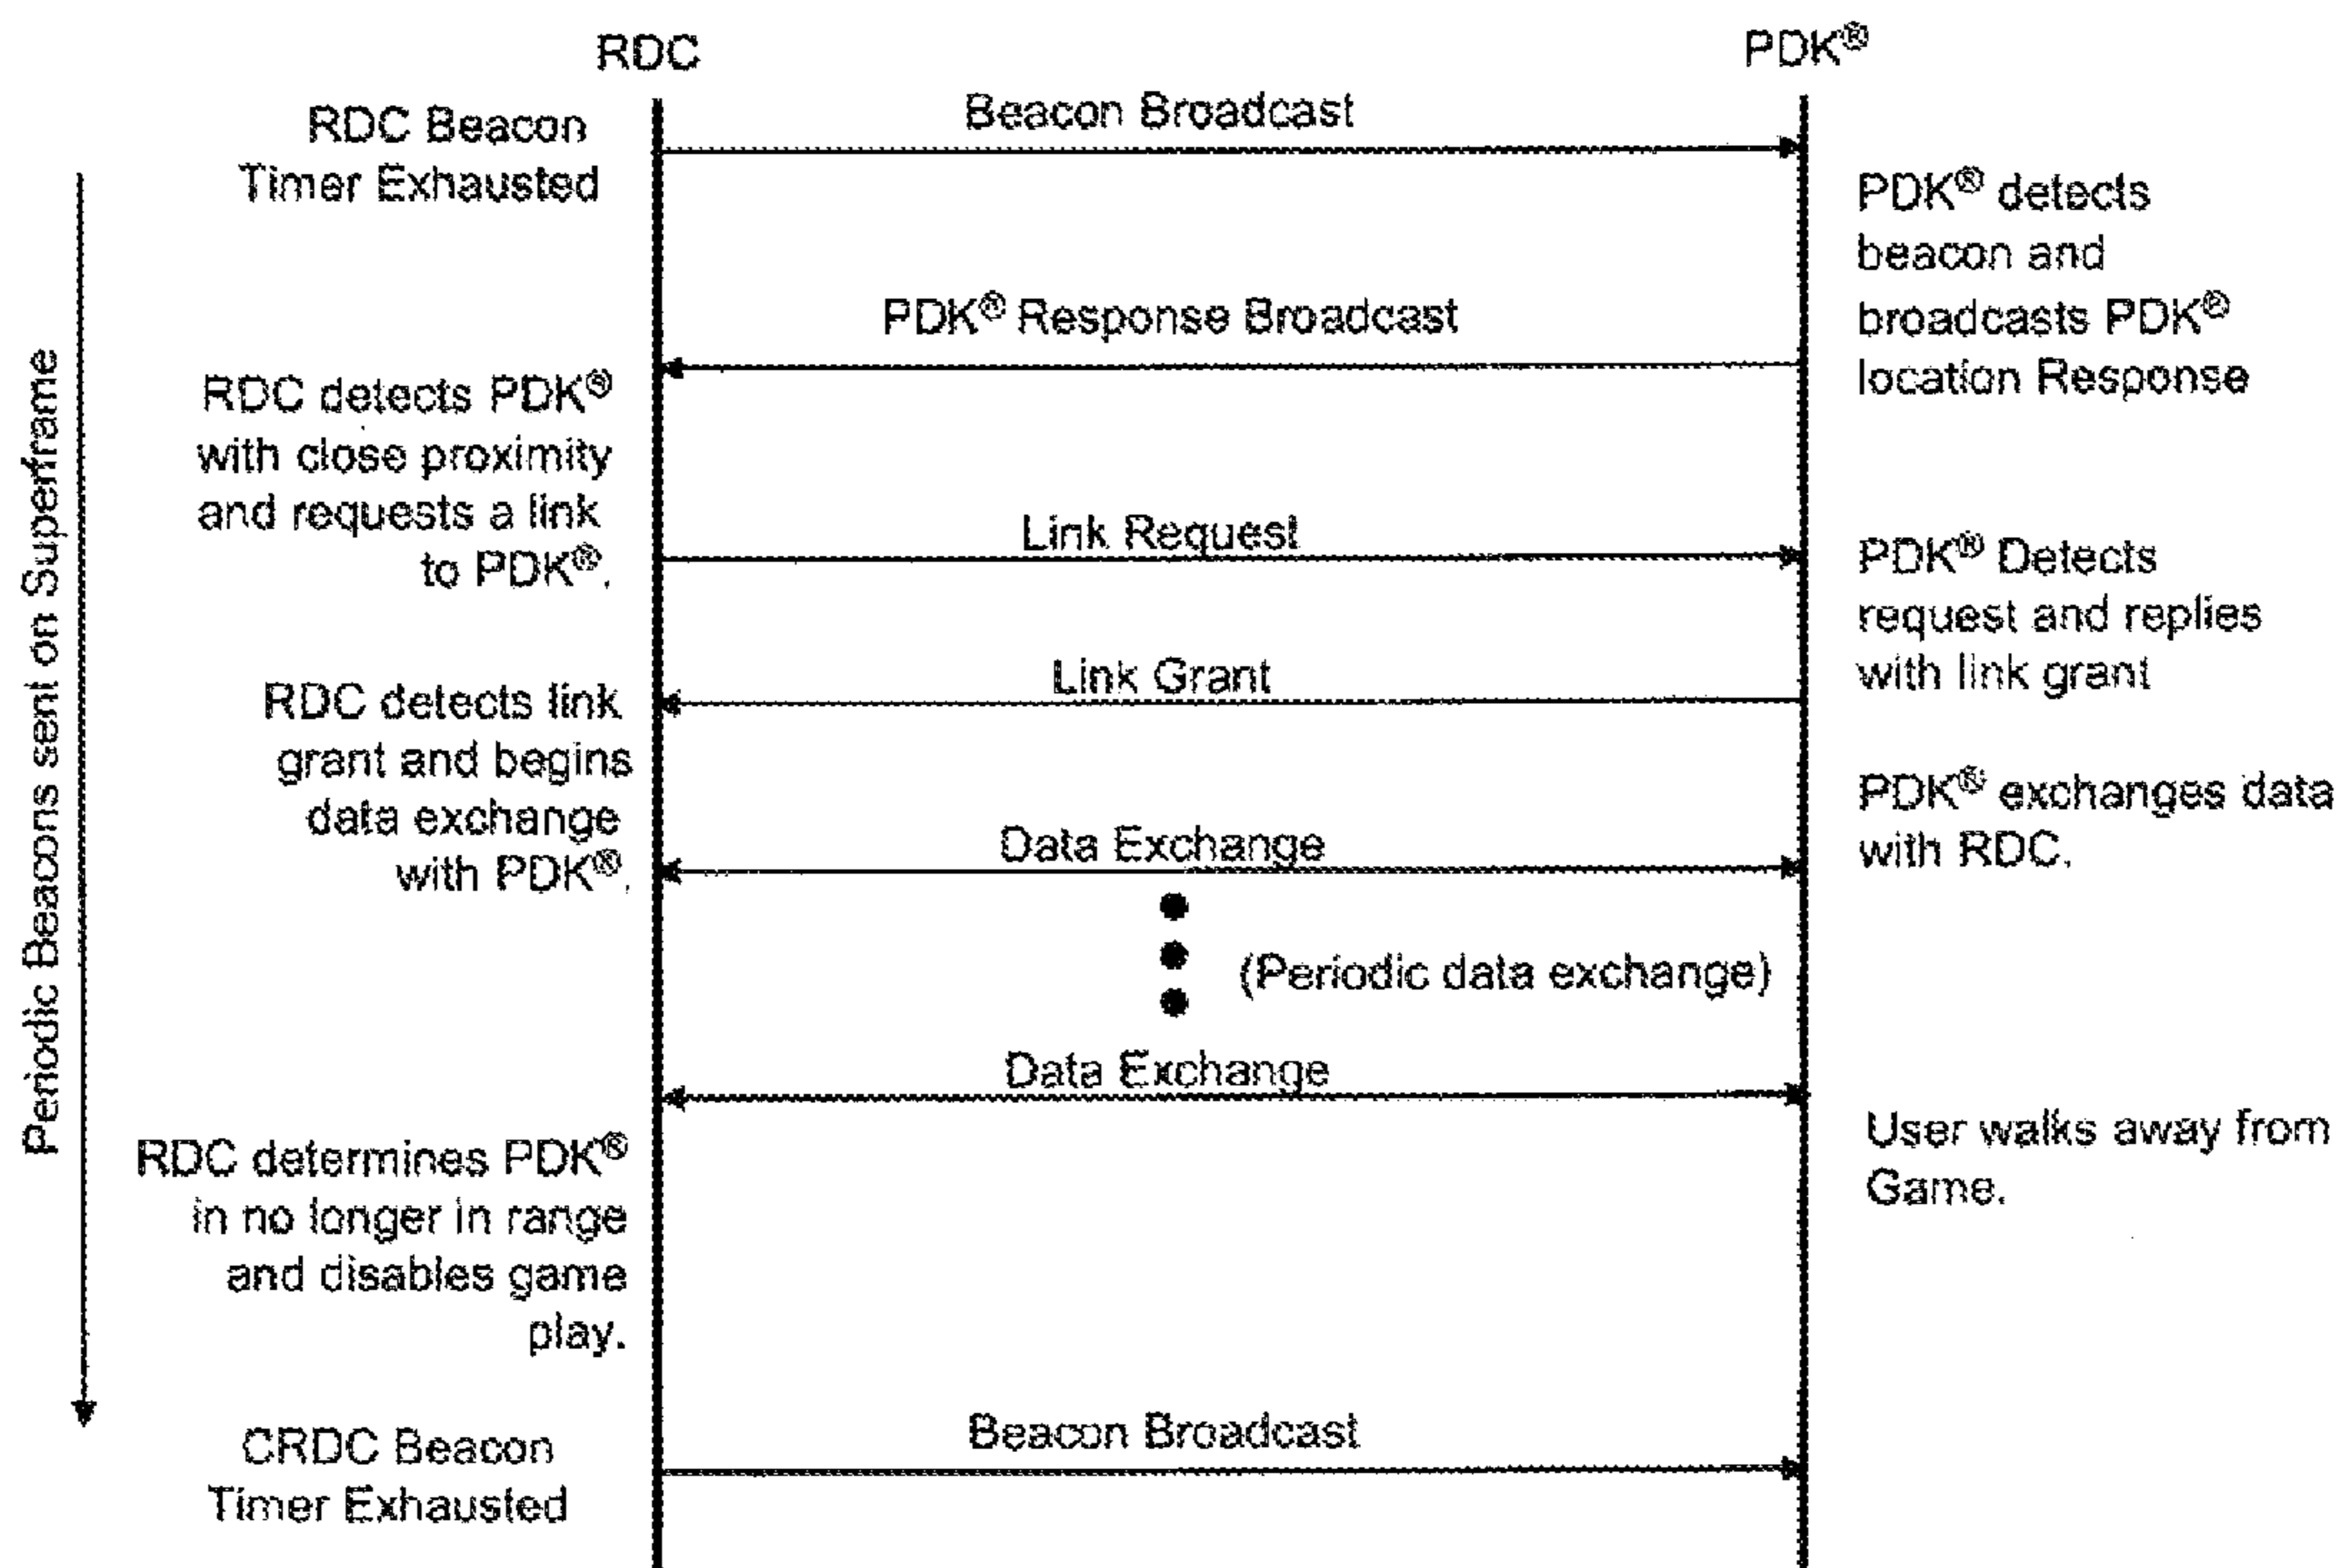 RDC
PDK®
RDC Beacon
Timer Exhausted
Beacon Broadcast
PDK® detects
beacon and
broadcasts PDK®
location Response
PDK® Response Broadcast
RDC detects PDK®
with close proximity
and requests a link
to PDK®.
Link Request
PDK® Detects
request and replies
with link grant
Link Grant
RDC detects link
grant and begins
data exchange
with PDK®.
PDK® exchanges data
with RDC.
Data Exchange
(Periodic data exchange)
Data Exchange
User walks away from
Game.
RDC determines PDK®
in no longer in range
and disables game
play.
CRDC Beacon
Timer Exhausted
Beacon Broadcast
Periodic Beacons sent on Superframe